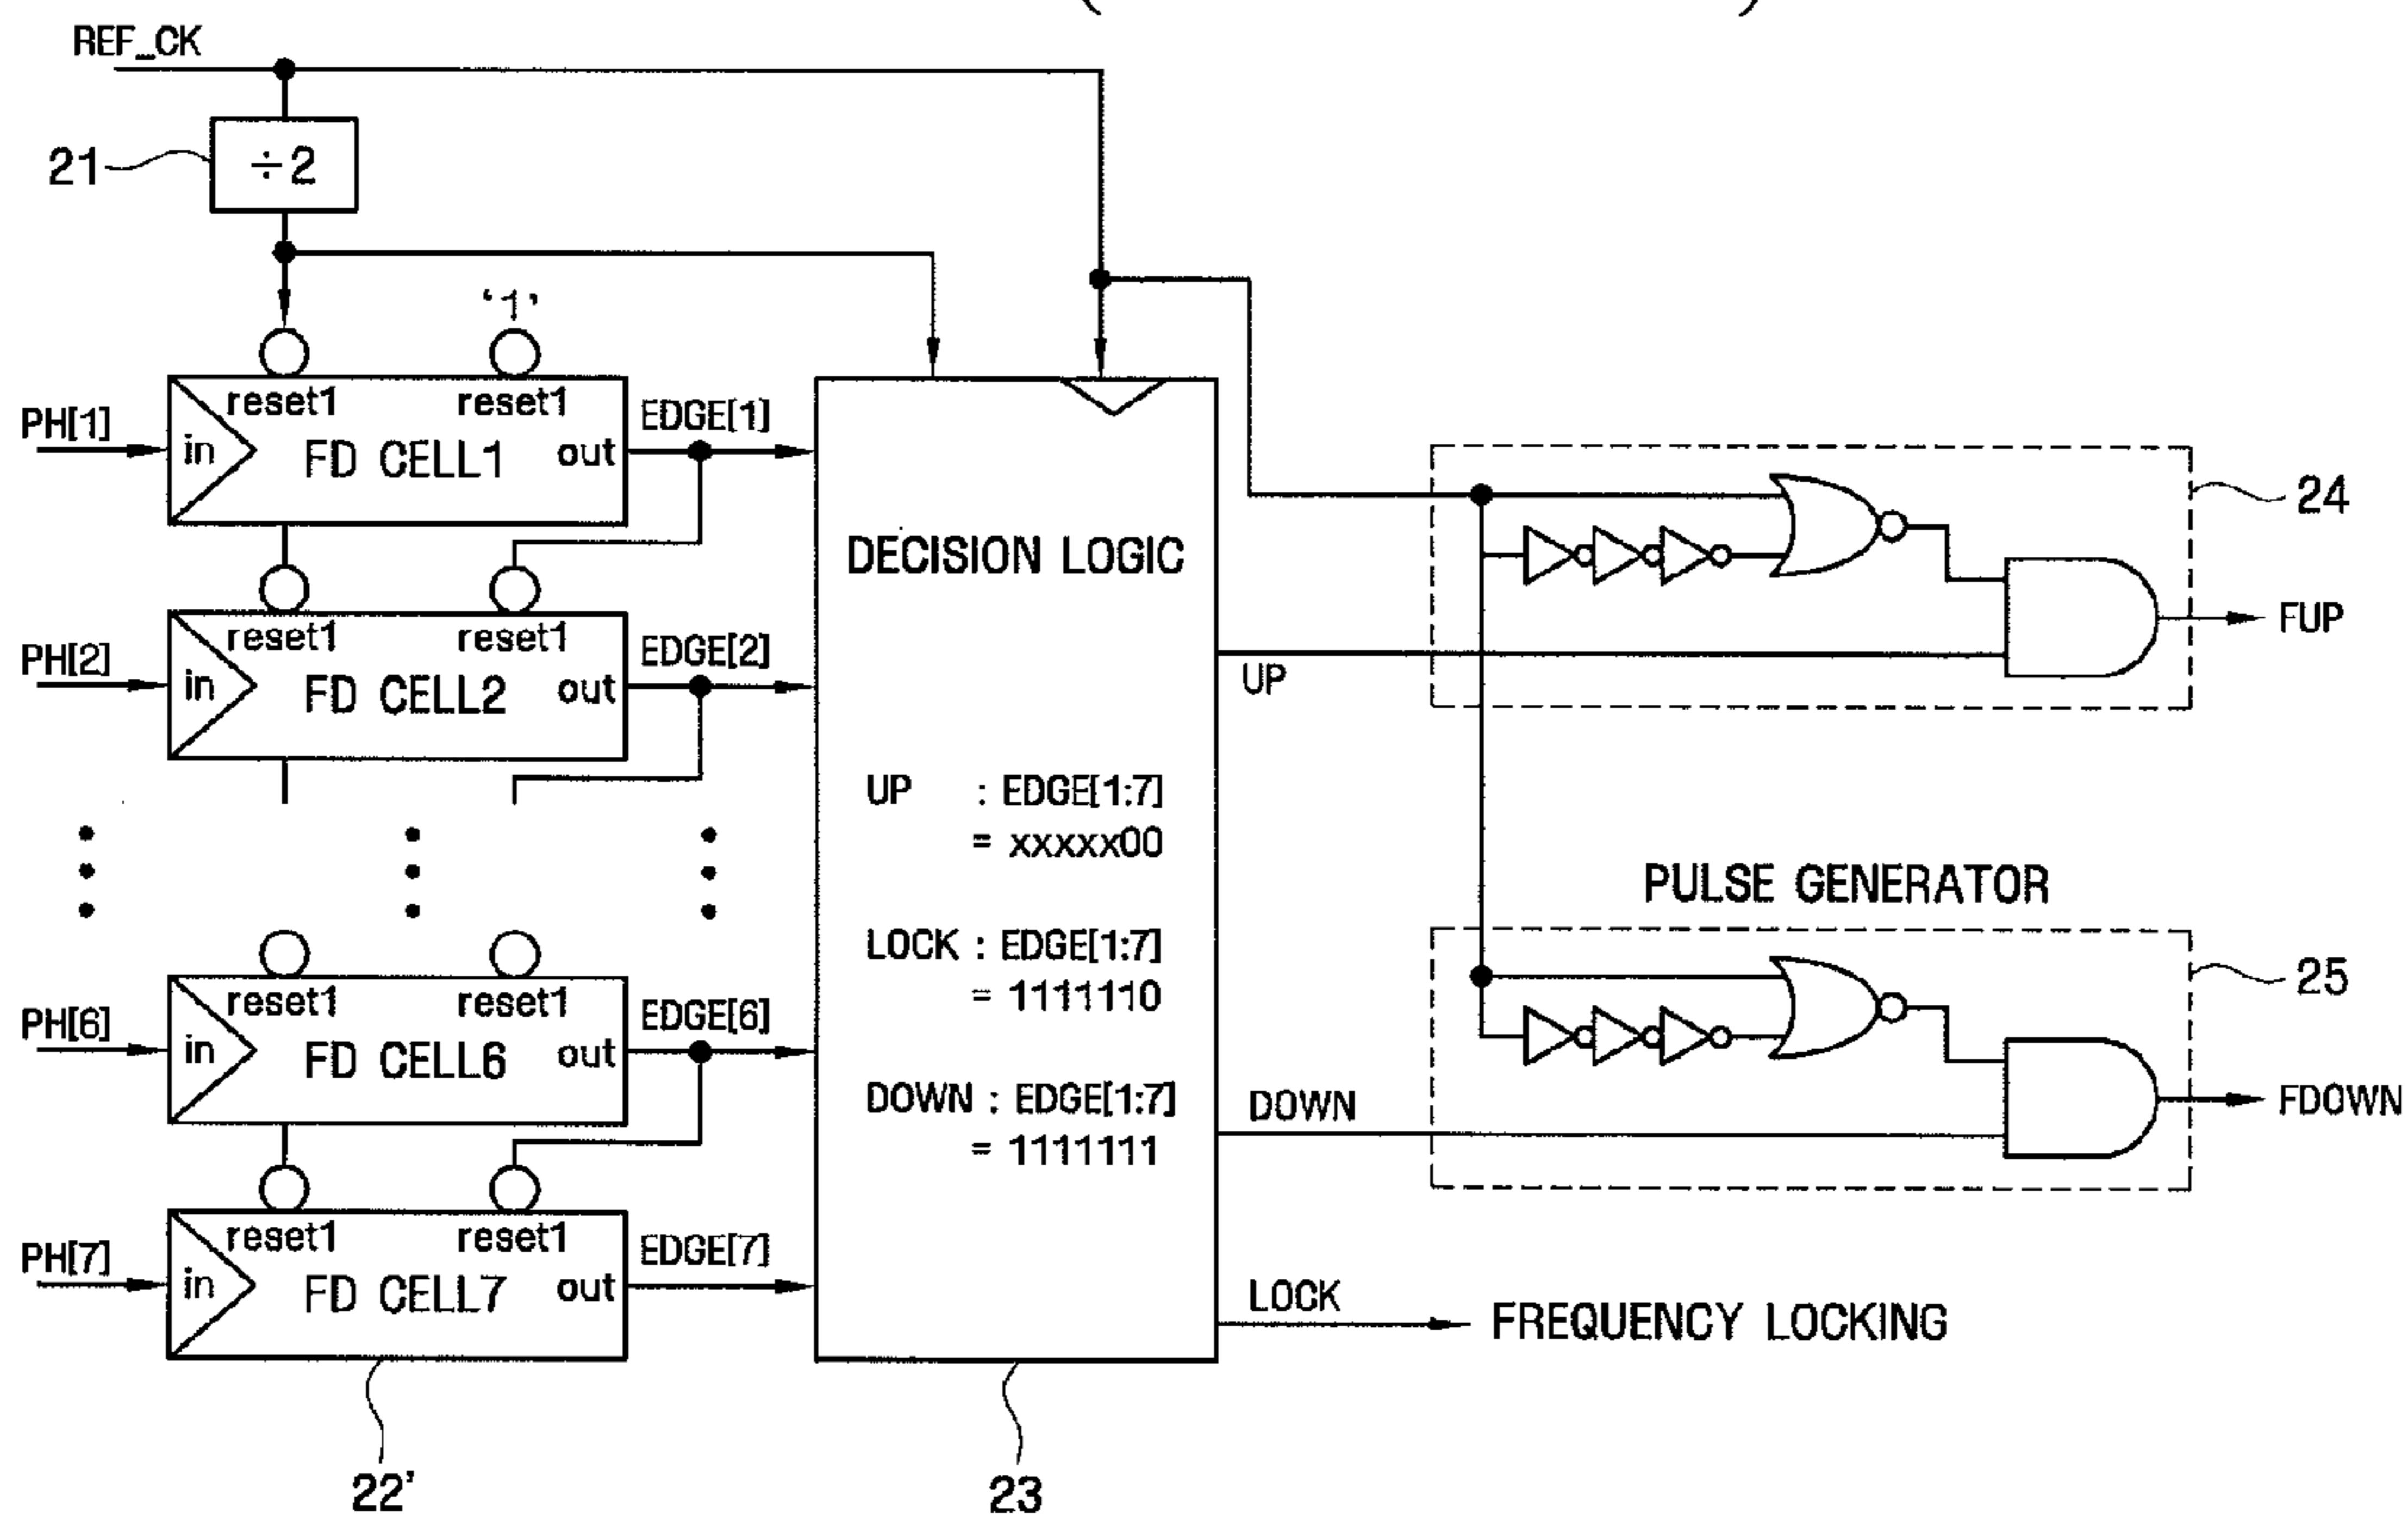 REF_CK
21
÷2
'1'
reset1 reset1
PH[1]
in
FD CELL1
out
EDGE[1]
reset1 reset1
PH[2]
in
FD CELL2
out
EDGE[2]
reset1 reset1
PH[6]
in
FD CELL6
out
EDGE[6]
reset1 reset1
PH[7]
in
FD CELL7
out
EDGE[7]
22'
DECISION LOGIC
UP : EDGE[1:7]
= xxxxx00
LOCK : EDGE[1:7]
= 1111110
DOWN : EDGE[1:7]
= 1111111
23
UP
24
FUP
PULSE GENERATOR
25
DOWN
FDOWN
LOCK
FREQUENCY LOCKING